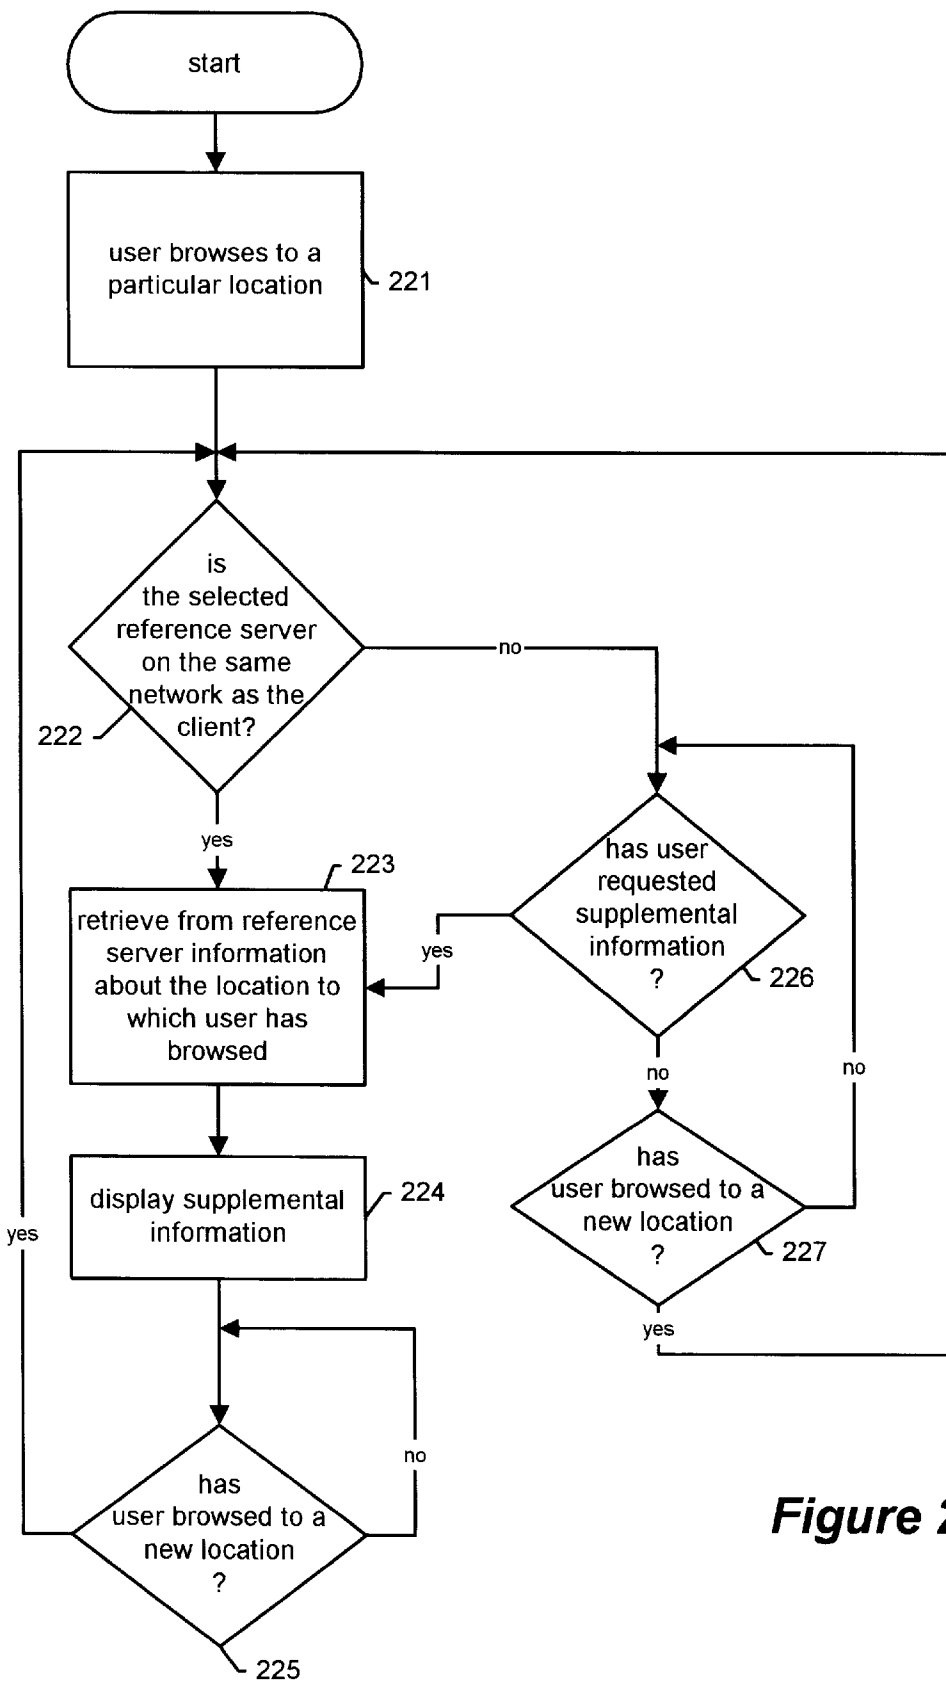 start
user browses to a
particular location
221
is
the selected
reference server
on the same
network as the
client?
222
no
yes
223
retrieve from reference
server information
about the location to
which user has
browsed
yes
has user
requested
supplemental
information
?
226
no
no
display supplemental
information
224
has
user browsed to a
new location
?
227
yes
yes
no
has
user browsed to a
new location
?
225
Figure 2